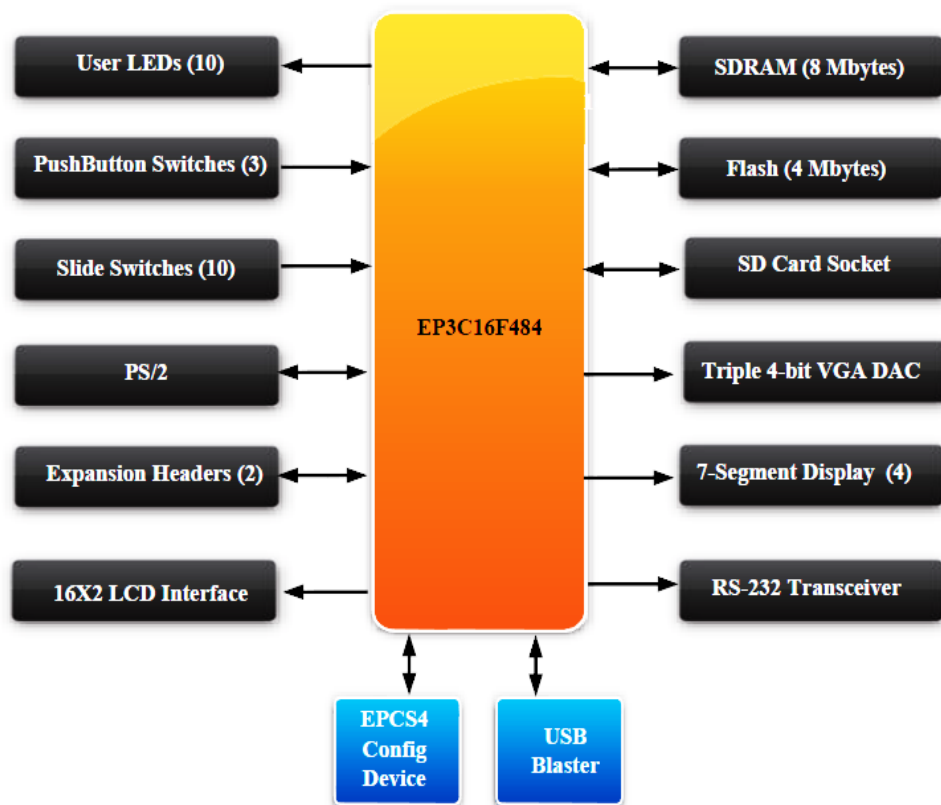 User LEDs (10)
PushButton Switches (3)
Slide Switches (10)
PS/2
Expansion Headers (2)
16X2 LCD Interface
EP3C16F484
SDRAM (8 Mbytes)
Flash (4 Mbytes)
SD Card Socket
Triple 4-bit VGA DAC
7-Segment Display (4)
RS-232 Transceiver
EPCS4
Config
Device
USB
Blaster